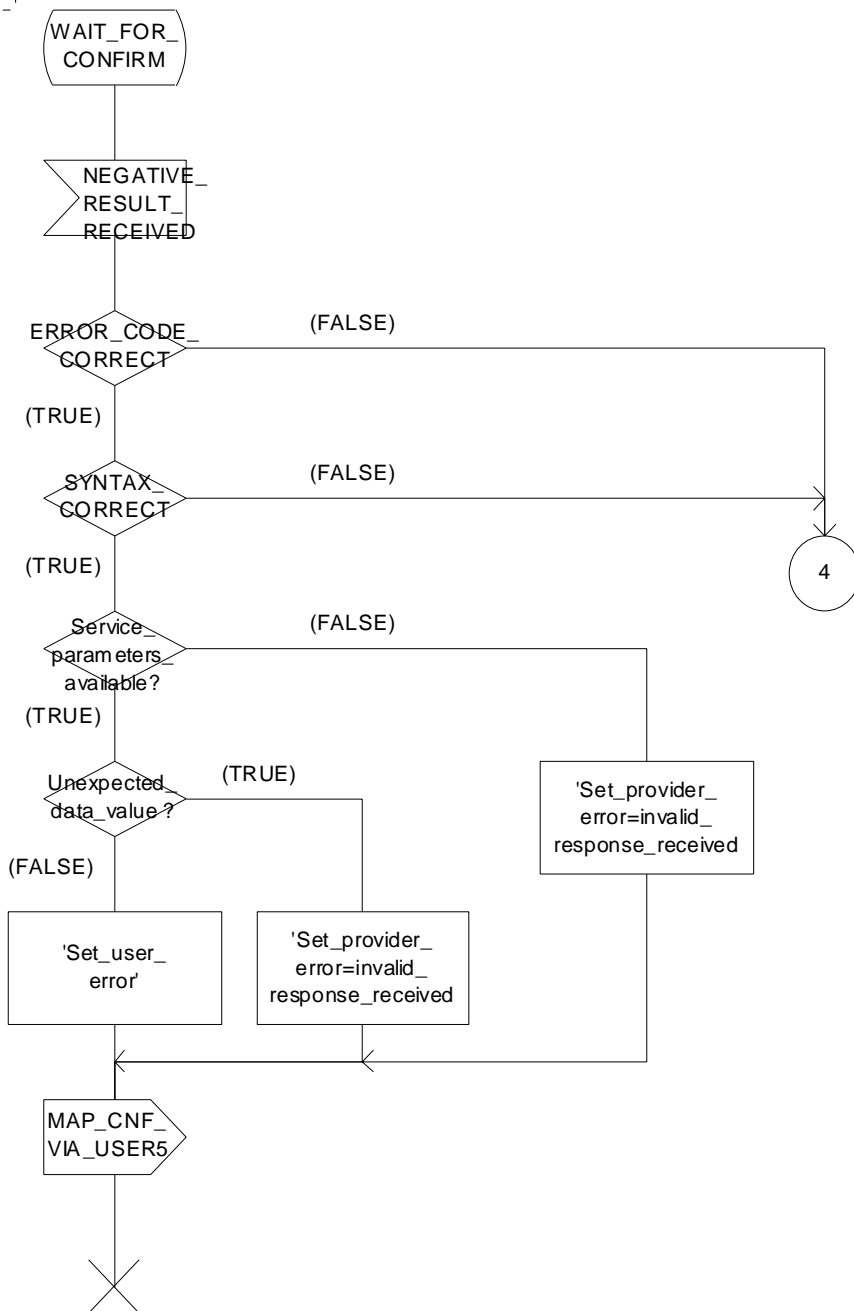 WAIT_FOR_
CONFIRM
NEGATIVE_
RESULT_
RECEIVED
ERROR_CODE_
CORRECT
(FALSE)
(TRUE)
SYNTAX_
CORRECT
(FALSE)
4
(TRUE)
Service_
parameters_
available?
(FALSE)
(TRUE)
Unexpected_
data_value ?
(TRUE)
'Set_provider_
error=invalid_
response_received
(FALSE)
'Set_user_
error'
'Set_provider_
error=invalid_
response_received
MAP_CNF_
VIA_USER5